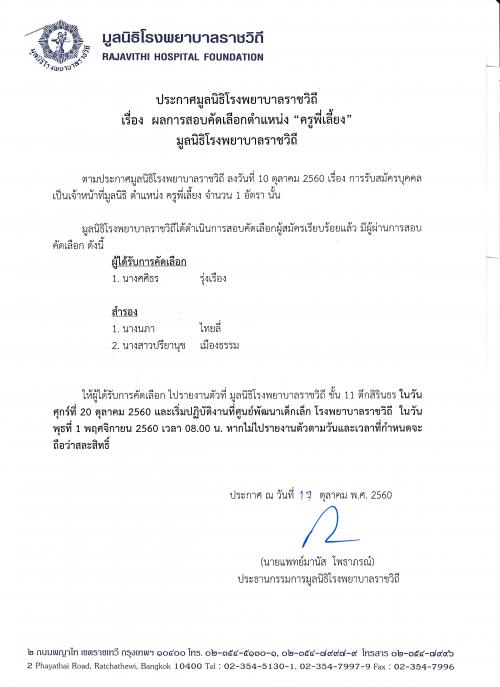 มูลนิธิโรงพยาบาลราชวิถี
RAJAVITHI HOSPITAL FOUNDATION
มูลนิธิโรงพยาบาลราชวิถี
ประกาศมูลนิธิโรงพยาบาลราชวิถี
เรื่อง ผลการสอบคัดเลือกตำแหน่ง “ครูพี่เลี้ยง”
มูลนิธิโรงพยาบาลราชวิถี
ตามประกาศมูลนิธิโรงพยาบาลราชวิถี ลงวันที่ 10 ตุลาคม 2560 เรื่อง การรับสมัครบุคคล
เป็นเจ้าหน้าที่มูลนิธิ ตำแหน่ง ครูพี่เลี้ยง จำนวน 1 อัตรา นั้น
มูลนิธิโรงพยาบาลราชวิถีได้ดำเนินการสอบคัดเลือกผู้สมัครเรียบร้อยแล้ว มีผู้ผ่านการสอบ
คัดเลือก ดังนี้
ผู้ได้รับการคัดเลือก
1. นางศศิธร รุ่งเรือง
สำรอง
1. นางนภา ไทยลี่
2. นางสาวปรียานุช เมืองธรรม
ให้ผู้ได้รับการคัดเลือก ไปรายงานตัวที่ มูลนิธิโรงพยาบาลราชวิถี ชั้น 11 ตึกสิรินธร ในวัน
ศุกร์ที่ 20 ตุลาคม 2560 และเริ่มปฏิบัติงานที่ศูนย์พัฒนาเด็กเล็ก โรงพยาบาลราชวิถี ในวัน
พุธที่ 1 พฤศจิกายน 2560 เวลา 08.00 น. หากไม่ไปรายงานตัวตามวันและเวลาที่กำหนดจะ
ถือว่าสละสิทธิ์
ประกาศ ณ วันที่ 17 ตุลาคม พ.ศ. 2560
(นายแพทย์มานัส โพธาภรณ์)
ประธานกรรมการมูลนิธิโรงพยาบาลราชวิถี
๒ ถนนพญาไท เขตราชเทวี กรุงเทพฯ ๑๐๔๐๐ โทร. ๐๒-๓๕๔-๕๑๓๐-๑, ๐๒-๓๕๔-๗๙๙๗-๙ โทรสาร ๐๒-๓๕๔-๗๙๙๖
2 Phayathai Road, Ratchathewi, Bangkok 10400 Tel : 02-354-5130-1, 02-354-7997-9 Fax : 02-354-7996